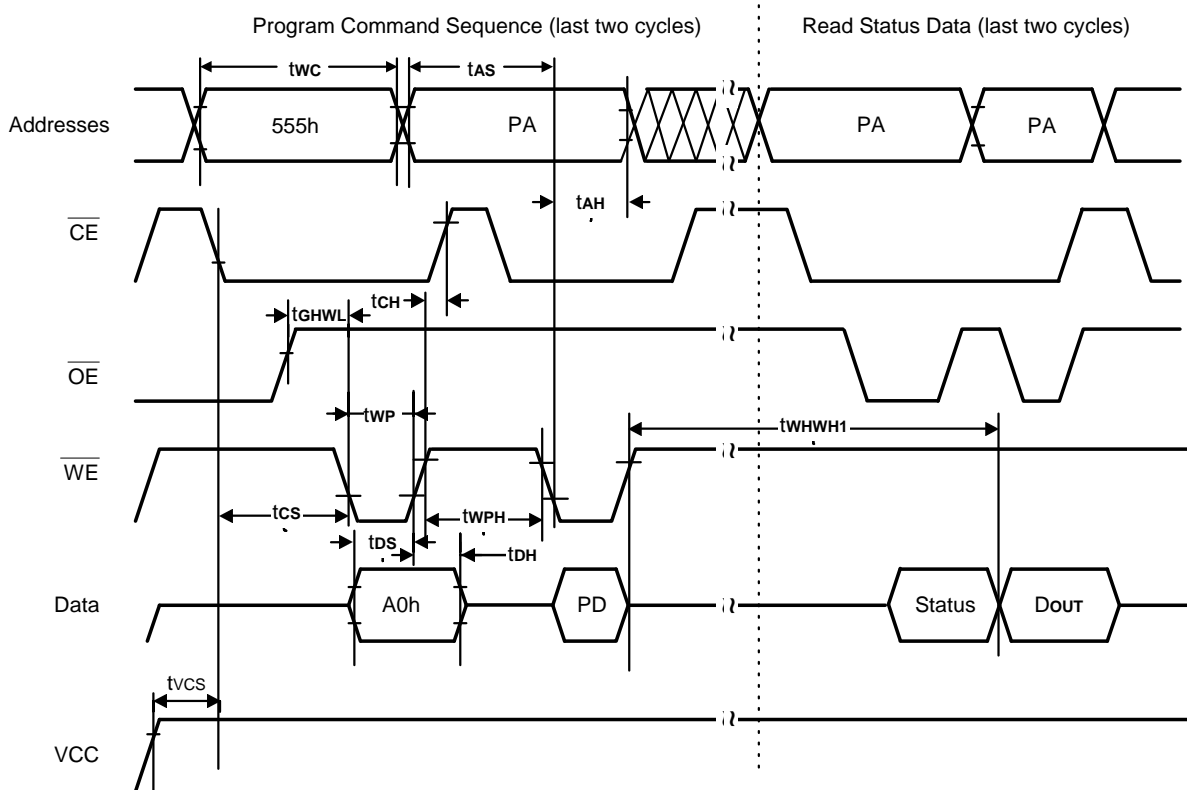 Program Command Sequence (last two cycles)
Read Status Data (last two cycles)
tWC
tAS
Addresses
555h
PA
PA
PA
tAH
CE
tCH
tGHWL
OE
tWP
tWHWH1
WE
tCS
tWPH
tDS
tDH
Data
A0h
PD
Status
DOUT
tVCS
VCC